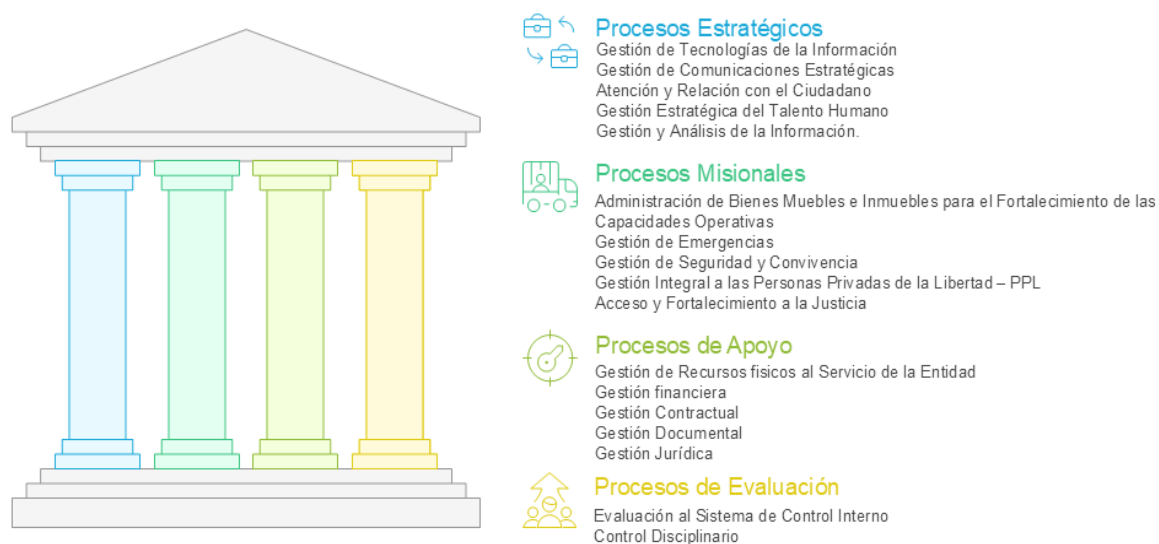 Procesos Estratégicos
Gestión de Tecnologías de la Información
Gestión de Comunicaciones Estratégicas
Atención y Relación con el Ciudadano
Gestión Estratégica del Talento Humano
Gestión y Análisis de la Información.
Procesos Misionales
Administración de Bienes Muebles e Inmuebles para el Fortalecimiento de las
Capacidades Operativas
Gestión de Emergencias
Gestión de Seguridad y Convivencia
Gestión Integral a las Personas Privadas de la Libertad – PPL
Acceso y Fortalecimiento a la Justicia
Procesos de Apoyo
Gestión de Recursos fisicos al Servicio de la Entidad
Gestión financiera
Gestión Contractual
Gestión Documental
Gestión Jurídica
Procesos de Evaluación
Evaluación al Sistema de Control Interno
Control Disciplinario